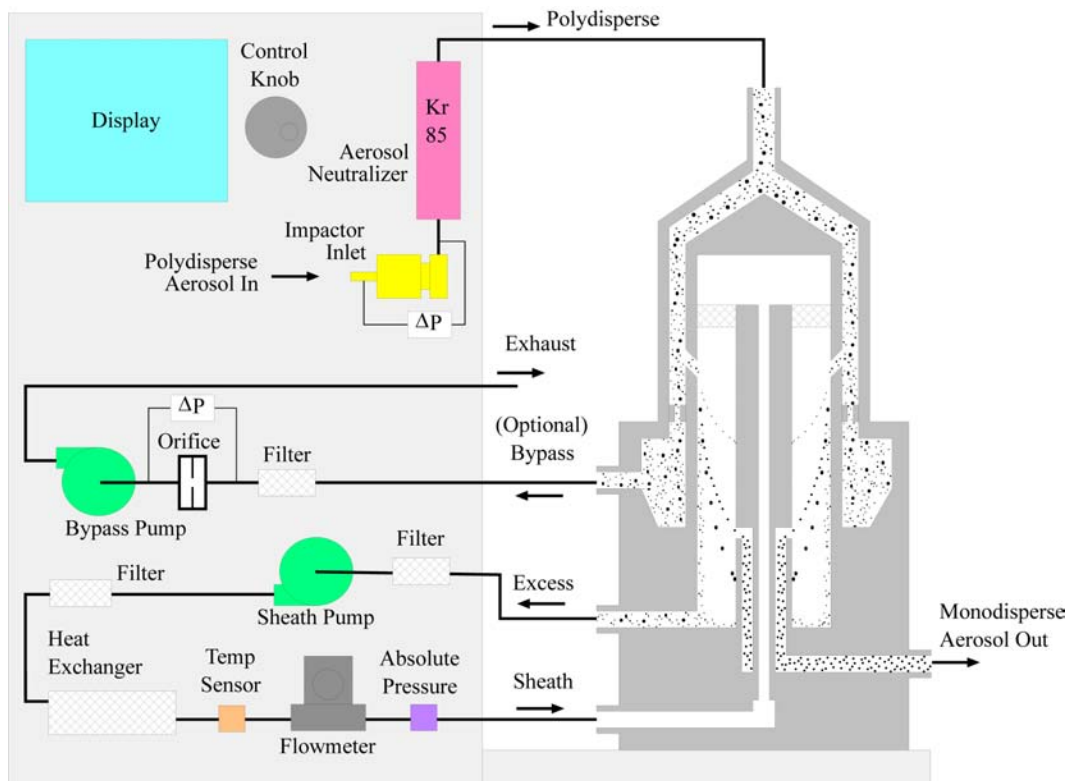 Polydisperse
Control
Knob
Display
Kr
85
Aerosol
Neutralizer
Impactor
Inlet
Polydisperse
Aerosol In
ΔP
Exhaust
ΔP
Orifice
Filter
(Optional)
Bypass
Bypass Pump
Filter
Filter
Sheath Pump
Excess
Heat
Exchanger
Temp
Sensor
Flowmeter
Absolute
Pressure
Sheath
Monodisperse
Aerosol Out